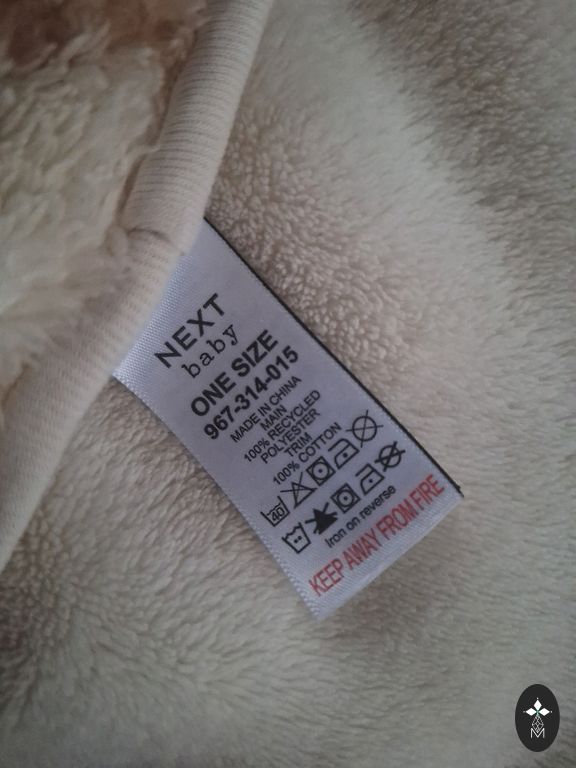 NEXT
baby
ONE SIZE
967-314-015
MADE IN CHINA
MAIN
100% RECYCLED
POLYESTER
TRIM
100% COTTON
40
Iron on reverse
KEEP AWAY FROM FIRE
M